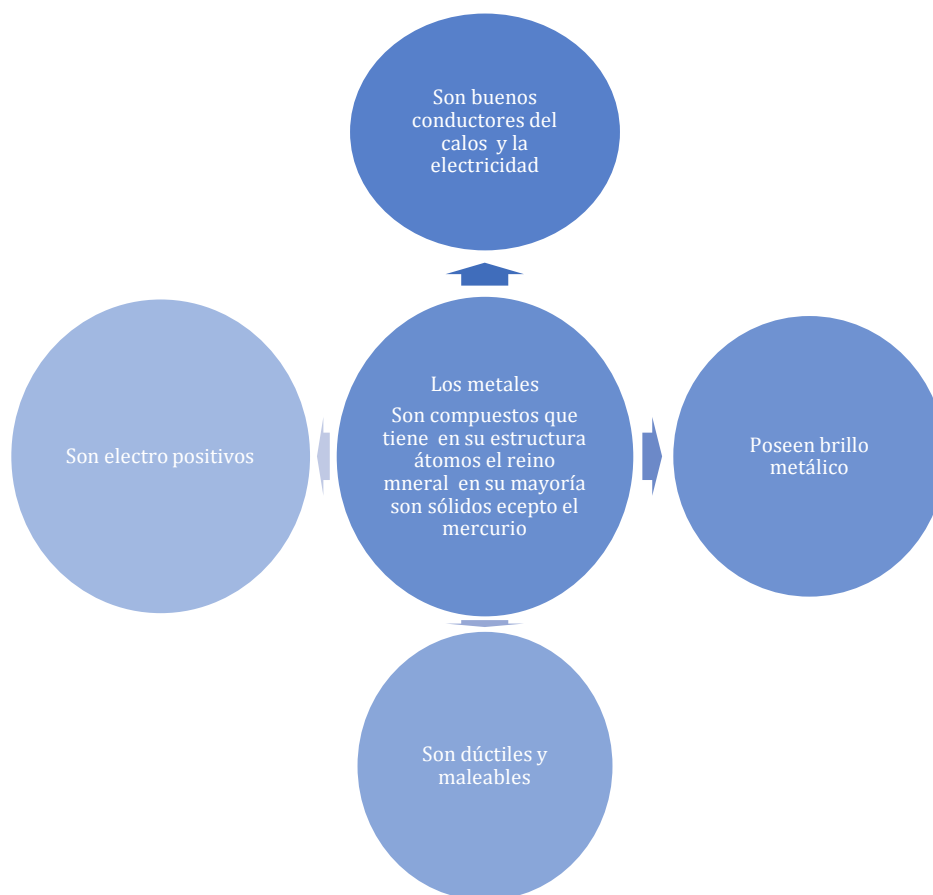 Son buenos
conductores del
calos y la
electricidad
Los metales
Son compuestos que
tiene en su estructura
átomos el reino
mneral en su mayoría
son sólidos ecepto el
mercurio
Poseen brillo
metálico
Son dúctiles y
maleables
Son electro positivos